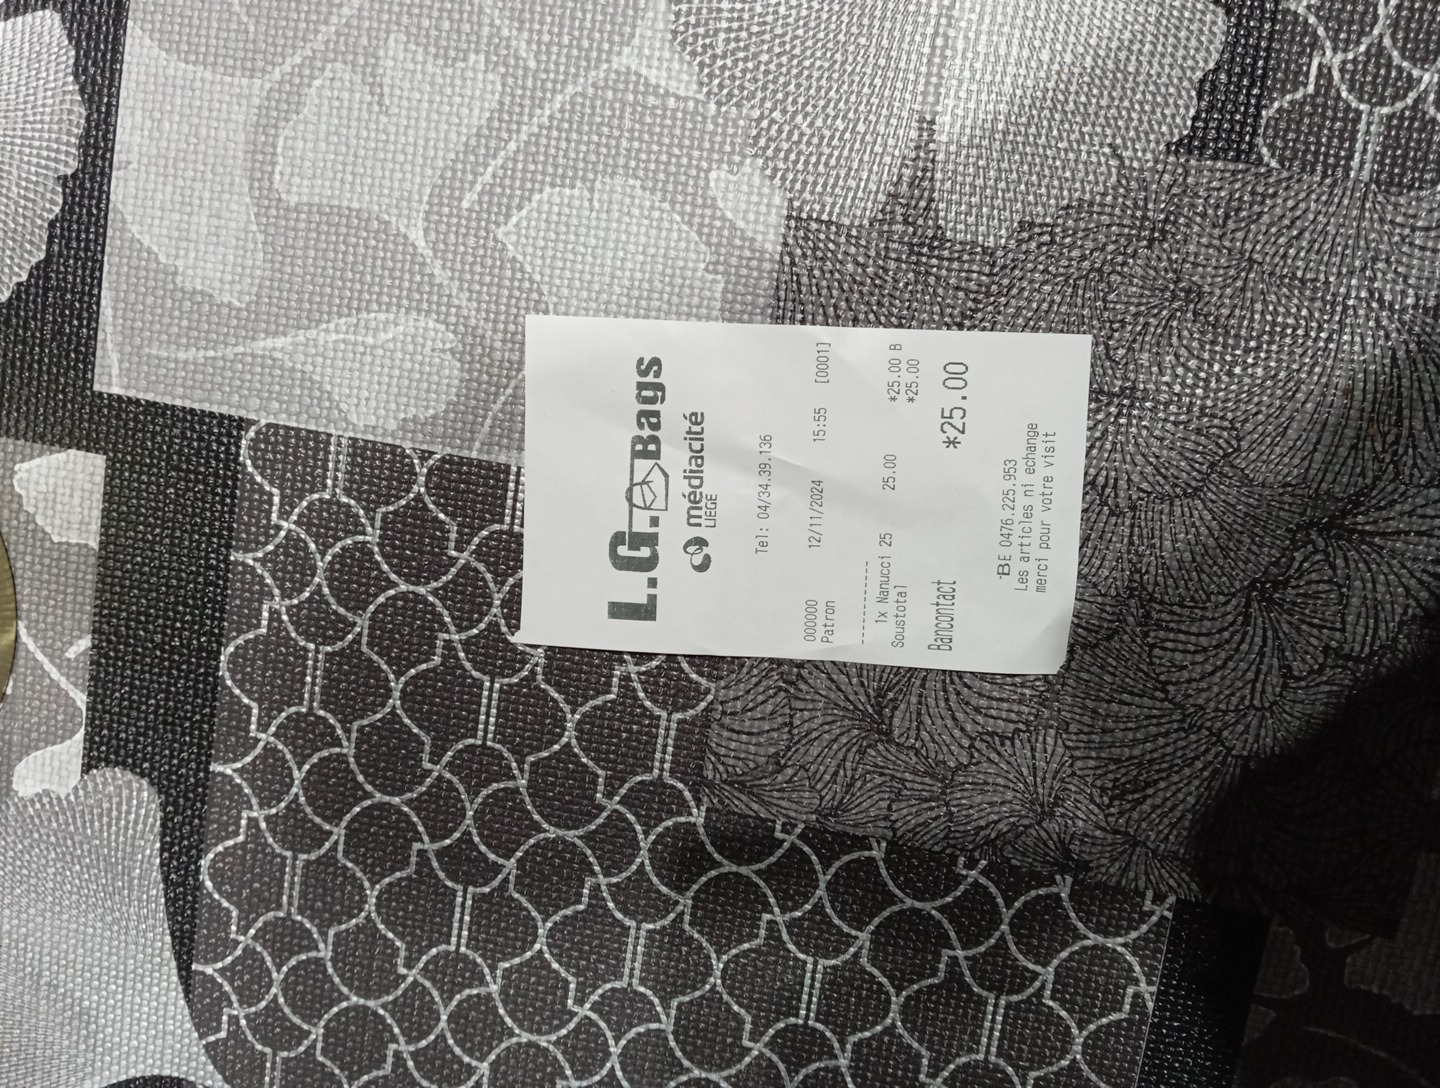 L.G. Bags
médiacité
LIEGE
Tel: 04/34.39.136
12/11/2024 15:55 [0001]
000000
Patron
--------------
1x Nanucci 25 25.00 *25.00 B
Soustotal *25.00
Bancontact *25.00
BE 0476.225.953
Les articles ni echange
merci pour votre visit